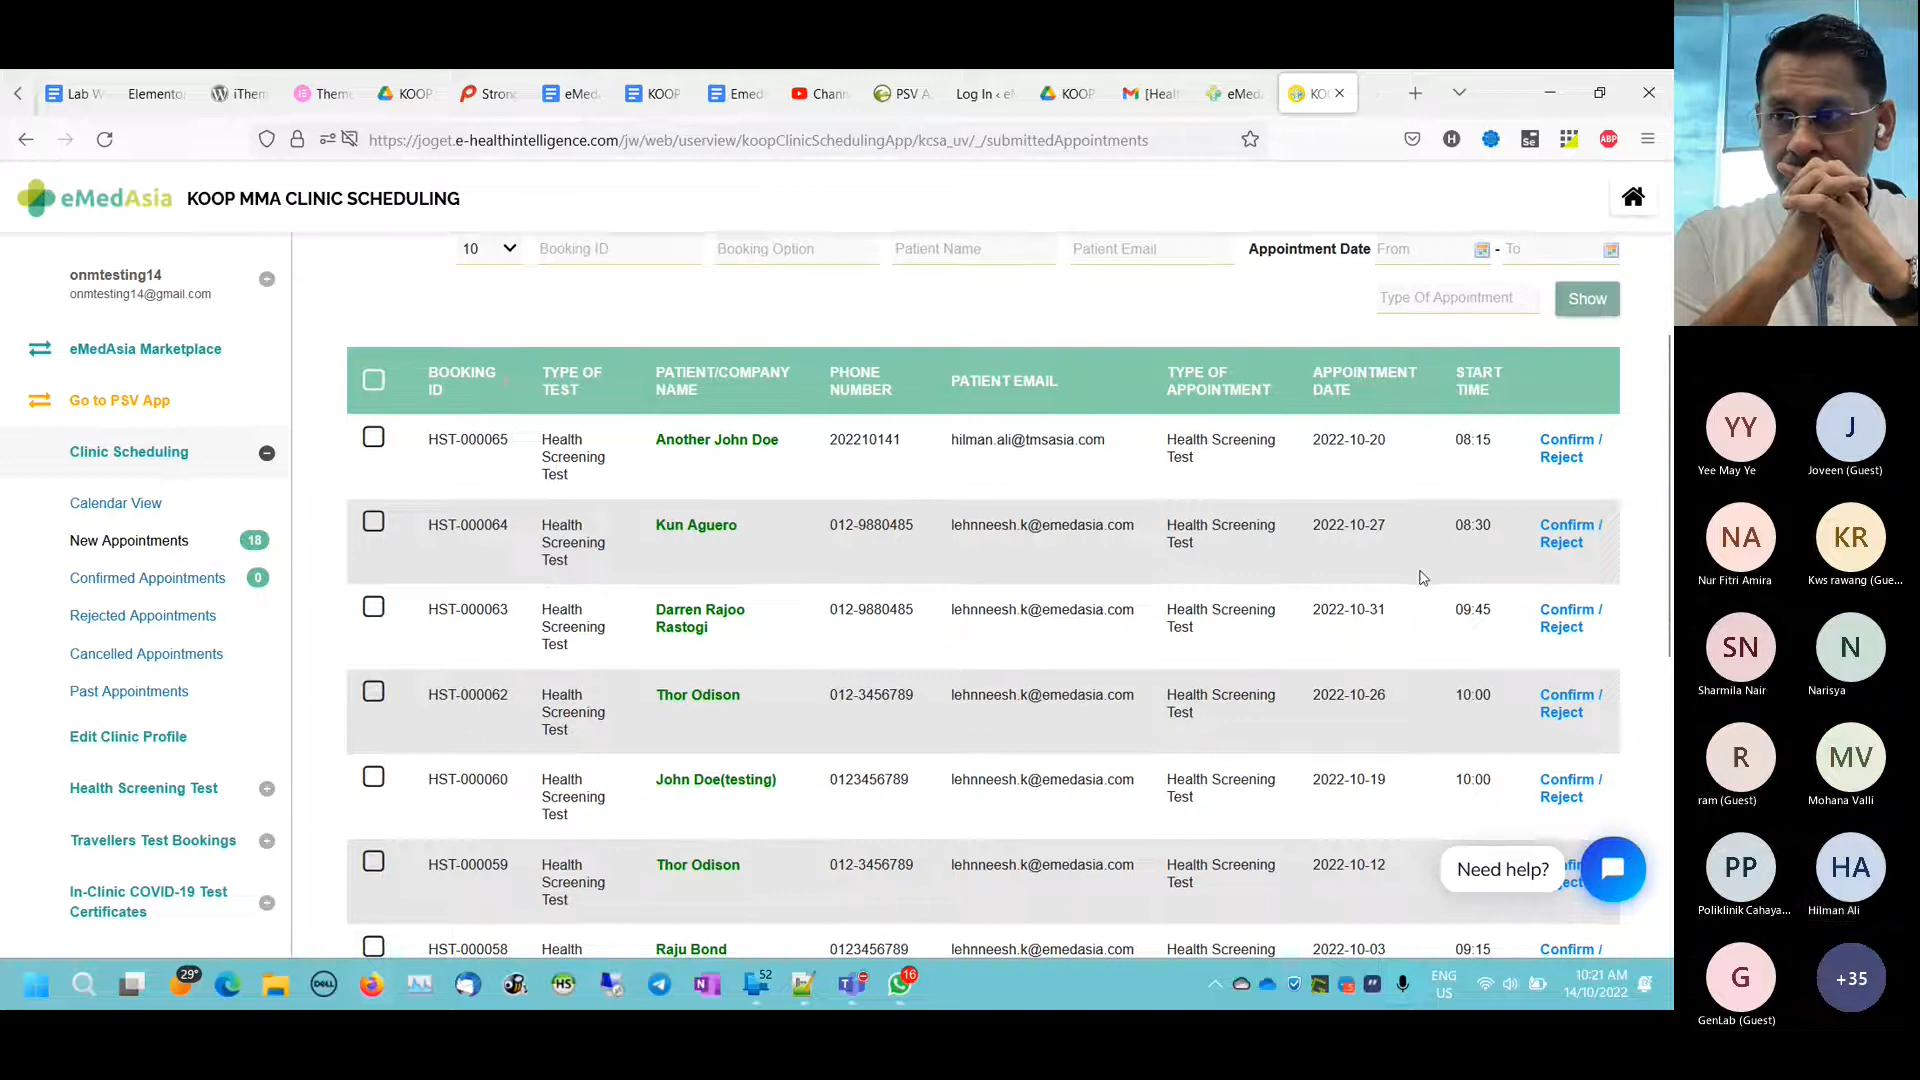 Lab W
Elemento
iThem
Theme
KOOP
Stron
eMed
KOOP
Emed
Chann
PSV A
Log In ‹ eM
KOOP
[Healt
eMed
KO
https://joget.e-healthintelligence.com/jw/web/userview/koopClinicSchedulingApp/kcsa_uv/_/submittedAppointments
eMedAsia
KOOP MMA CLINIC SCHEDULING
onmtesting14
onmtesting14@gmail.com
eMedAsia Marketplace
Go to PSV App
Clinic Scheduling
Calendar View
New Appointments 18
Confirmed Appointments 0
Rejected Appointments
Cancelled Appointments
Past Appointments
Edit Clinic Profile
Health Screening Test
Travellers Test Bookings
In-Clinic COVID-19 Test
Certificates
10 Booking ID Booking Option Patient Name Patient Email Appointment Date From - To
Type Of Appointment Show
BOOKING ID TYPE OF TEST PATIENT/COMPANY NAME PHONE NUMBER PATIENT EMAIL TYPE OF APPOINTMENT APPOINTMENT DATE START TIME
HST-000065 Health Screening Test Another John Doe 202210141 hilman.ali@tmsasia.com Health Screening Test 2022-10-20 08:15 Confirm / Reject
HST-000064 Health Screening Test Kun Aguero 012-9880485 lehnneesh.k@emedasia.com Health Screening Test 2022-10-27 08:30 Confirm / Reject
HST-000063 Health Screening Test Darren Rajoo Rastogi 012-9880485 lehnneesh.k@emedasia.com Health Screening Test 2022-10-31 09:45 Confirm / Reject
HST-000062 Health Screening Test Thor Odison 012-3456789 lehnneesh.k@emedasia.com Health Screening Test 2022-10-26 10:00 Confirm / Reject
HST-000060 Health Screening Test John Doe(testing) 0123456789 lehnneesh.k@emedasia.com Health Screening Test 2022-10-19 10:00 Confirm / Reject
HST-000059 Health Screening Test Thor Odison 012-3456789 lehnneesh.k@emedasia.com Health Screening Test 2022-10-12
HST-000058 Health Raju Bond 0123456789 lehnneesh.k@emedasia.com Health Screening 2022-10-03 09:15 Confirm /
Need help?
29°
DELL
HS
52
16
ENG
US
10:21 AM
14/10/2022
YY
Yee May Ye
J
Joveen (Guest)
NA
Nur Fitri Amira
KR
Kws rawang (Gue...
SN
Sharmila Nair
N
Narisya
R
ram (Guest)
MV
Mohana Valli
PP
Poliklinik Cahaya...
HA
Hilman Ali
G
GenLab (Guest)
+35